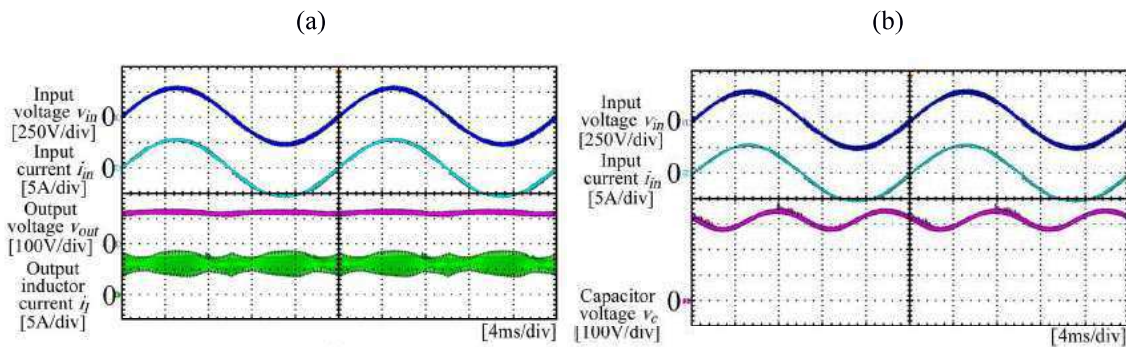 (a)
(b)
Input
voltage v_in 0
[250V/div]
Input
current i_in 0
[5A/div]
Output
voltage v_out 0
[100V/div]
Output
inductor
current i_l 0
[5A/div]
[4ms/div]
Input
voltage v_in 0
[250V/div]
Input
current i_in 0
[5A/div]
Capacitor 0
voltage v_c
[100V/div]
[4ms/div]